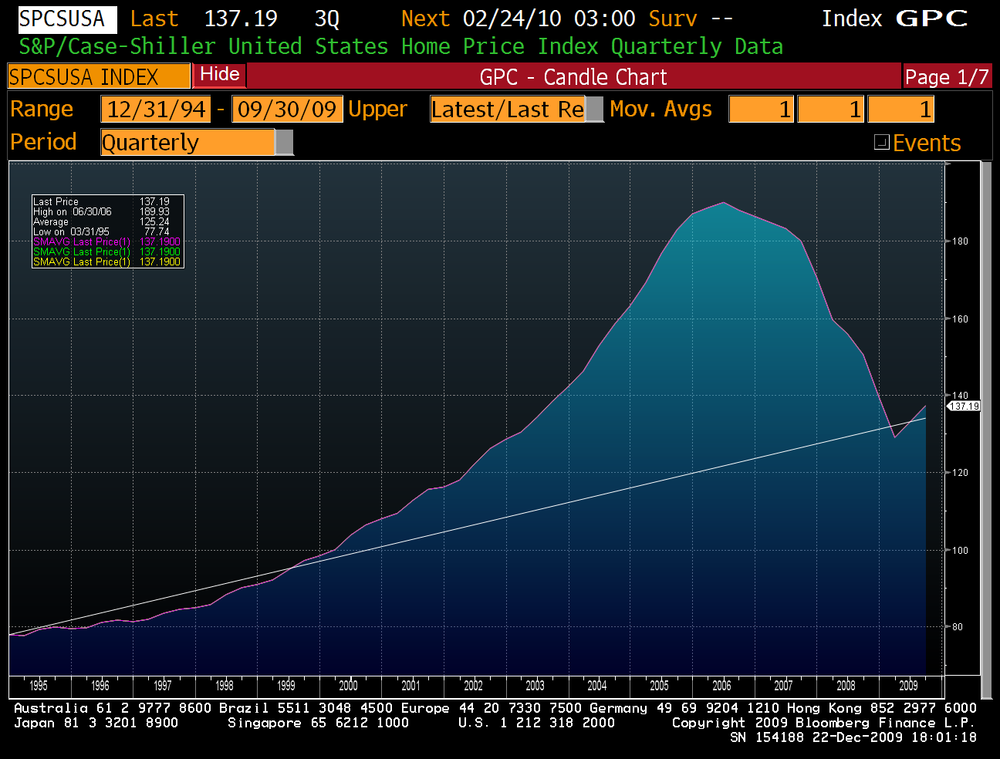 SPCSUSA Last 137.19 3Q Next 02/24/10 03:00 Surv -- Index GPC
S&P/Case-Shiller United States Home Price Index Quarterly Data
SPCSUSA INDEX Hide GPC - Candle Chart Page 1/7
Range 12/31/94 - 09/30/09 Upper Latest/Last Re Mov. Avgs 1 1 1
Period Quarterly Events
Last Price 137.19
High on 06/30/06 189.93
Average 125.24
Low on 03/31/95 77.74
SMAVG Last Price(1) 137.1900
SMAVG Last Price(1) 137.1900
SMAVG Last Price(1) 137.1900
180
160
140
137.19
120
100
80
1995 1996 1997 1998 1999 2000 2001 2002 2003 2004 2005 2006 2007 2008 2009
Australia 61 2 9777 8600 Brazil 5511 3048 4500 Europe 44 20 7330 7500 Germany 49 69 9204 1210 Hong Kong 852 2977 6000
Japan 81 3 3201 8900 Singapore 65 6212 1000 U.S. 1 212 318 2000 Copyright 2009 Bloomberg Finance L.P.
SN 154188 22-Dec-2009 18:01:18